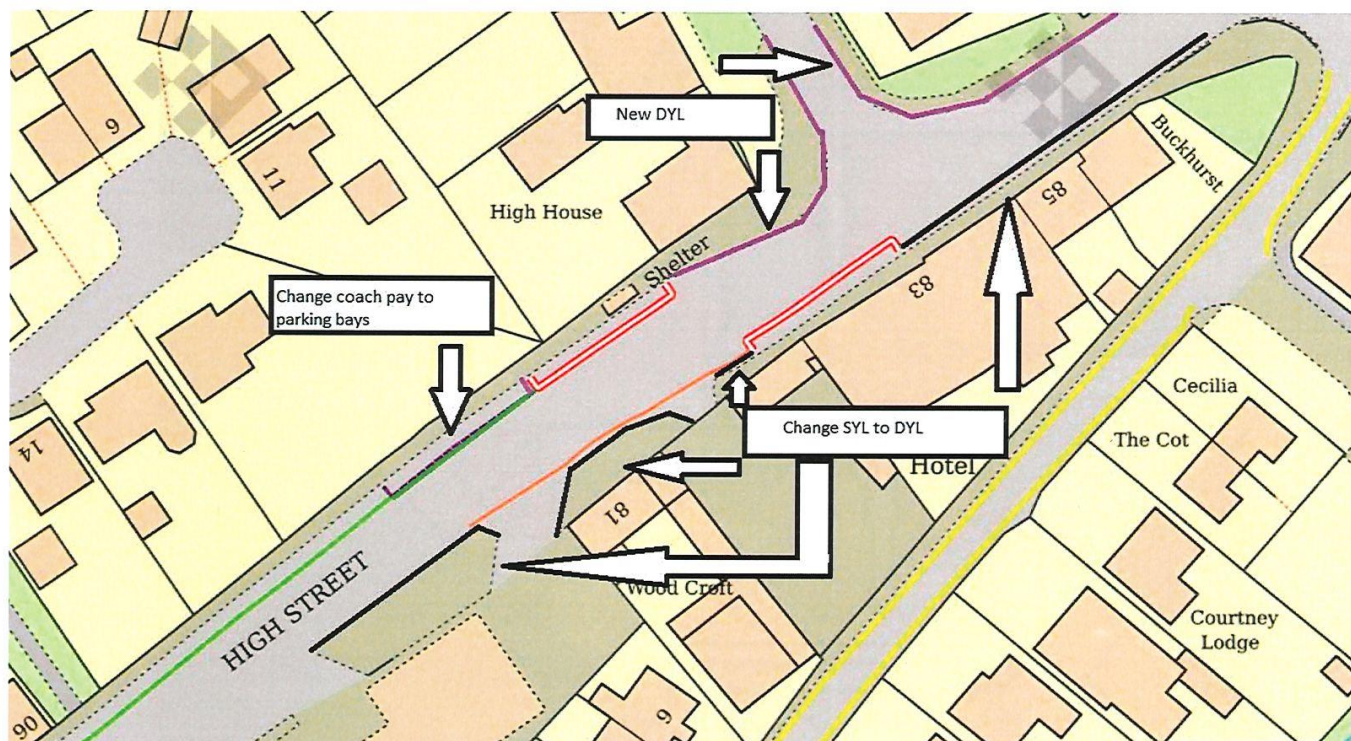 9
11
New DYL
Buckhurst
85
High House
Shelter
83
Change coach pay to
parking bays
Cecilia
The Cot
Change SYL to DYL
Hotel
14
81
HIGH STREET
Wood Croft
Courtney
Lodge
9
90